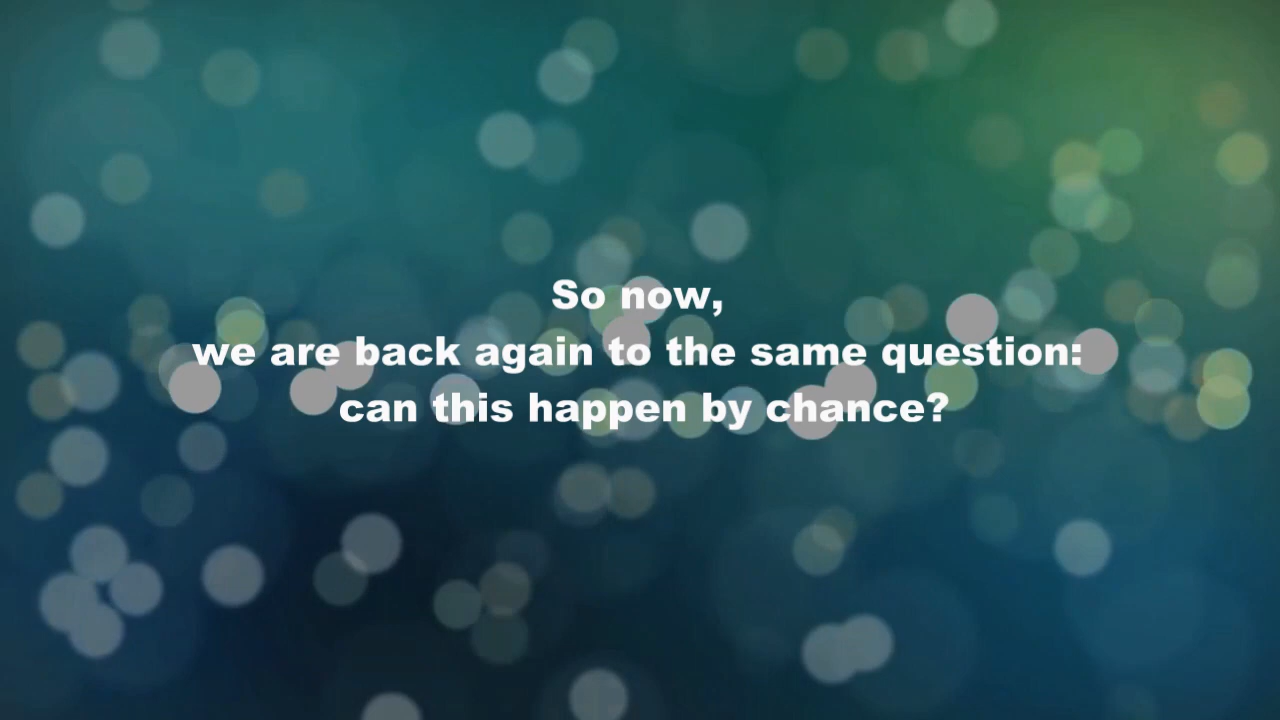 So now,
we are back again to the same question:
can this happen by chance?